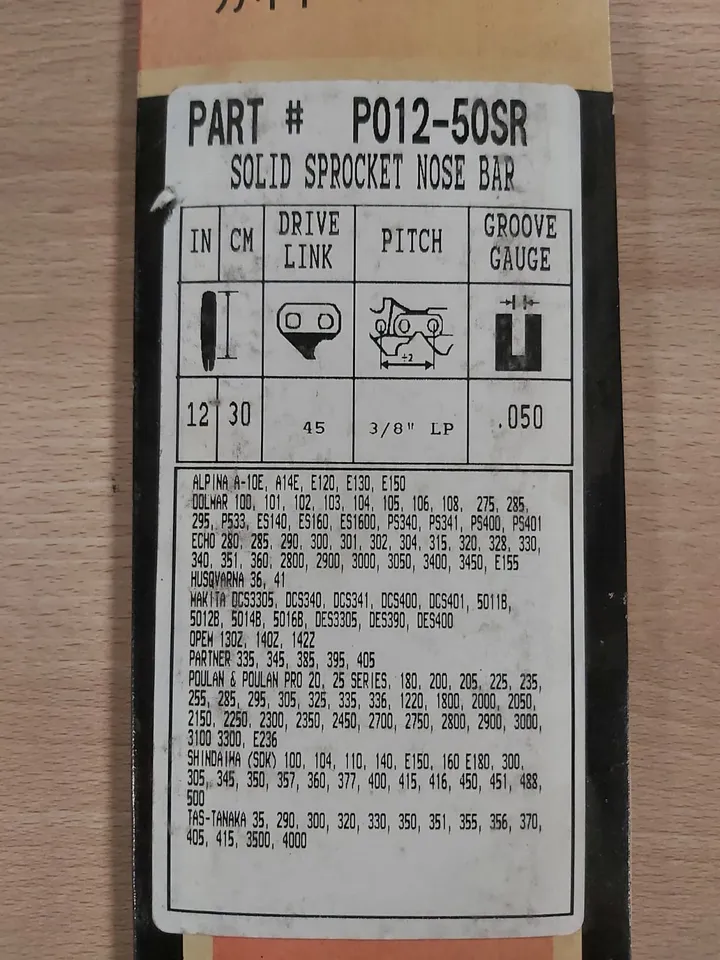 PART # P012-50SR
SOLID SPROCKET NOSE BAR
IN CM DRIVE LINK PITCH GROOVE GAUGE
÷2
12 30 45 3/8" LP .050
ALPINA A-10E, A14E, E120, E130, E150
DOLMAR 100, 101, 102, 103, 104, 105, 106, 108, 275, 285,
295, P533, ES140, ES160, ES1600, PS340, PS341, PS400, PS401
ECHO 280, 285, 290, 300, 301, 302, 304, 315, 320, 328, 330,
340, 351, 360, 2800, 2900, 3000, 3050, 3400, 3450, E155
HUSQVARNA 36, 41
MAKITA DCS3305, DCS340, DCS341, DCS400, DCS401, 5011B,
5012B, 5014B, 5016B, DES3305, DES390, DES400
OPEM 130Z, 140Z, 142Z
PARTNER 335, 345, 385, 395, 405
POULAN & POULAN PRO 20, 25 SERIES, 180, 200, 205, 225, 235,
255, 285, 295, 305, 325, 335, 336, 1220, 1800, 2000, 2050,
2150, 2250, 2300, 2350, 2450, 2700, 2750, 2800, 2900, 3000,
3100 3300, E236
SHINDAIWA (SDK) 100, 104, 110, 140, E150, 160 E180, 300,
305, 345, 350, 357, 360, 377, 400, 415, 416, 450, 451, 488,
500
TAS-TANAKA 35, 290, 300, 320, 330, 350, 351, 355, 356, 370,
405, 415, 3500, 4000